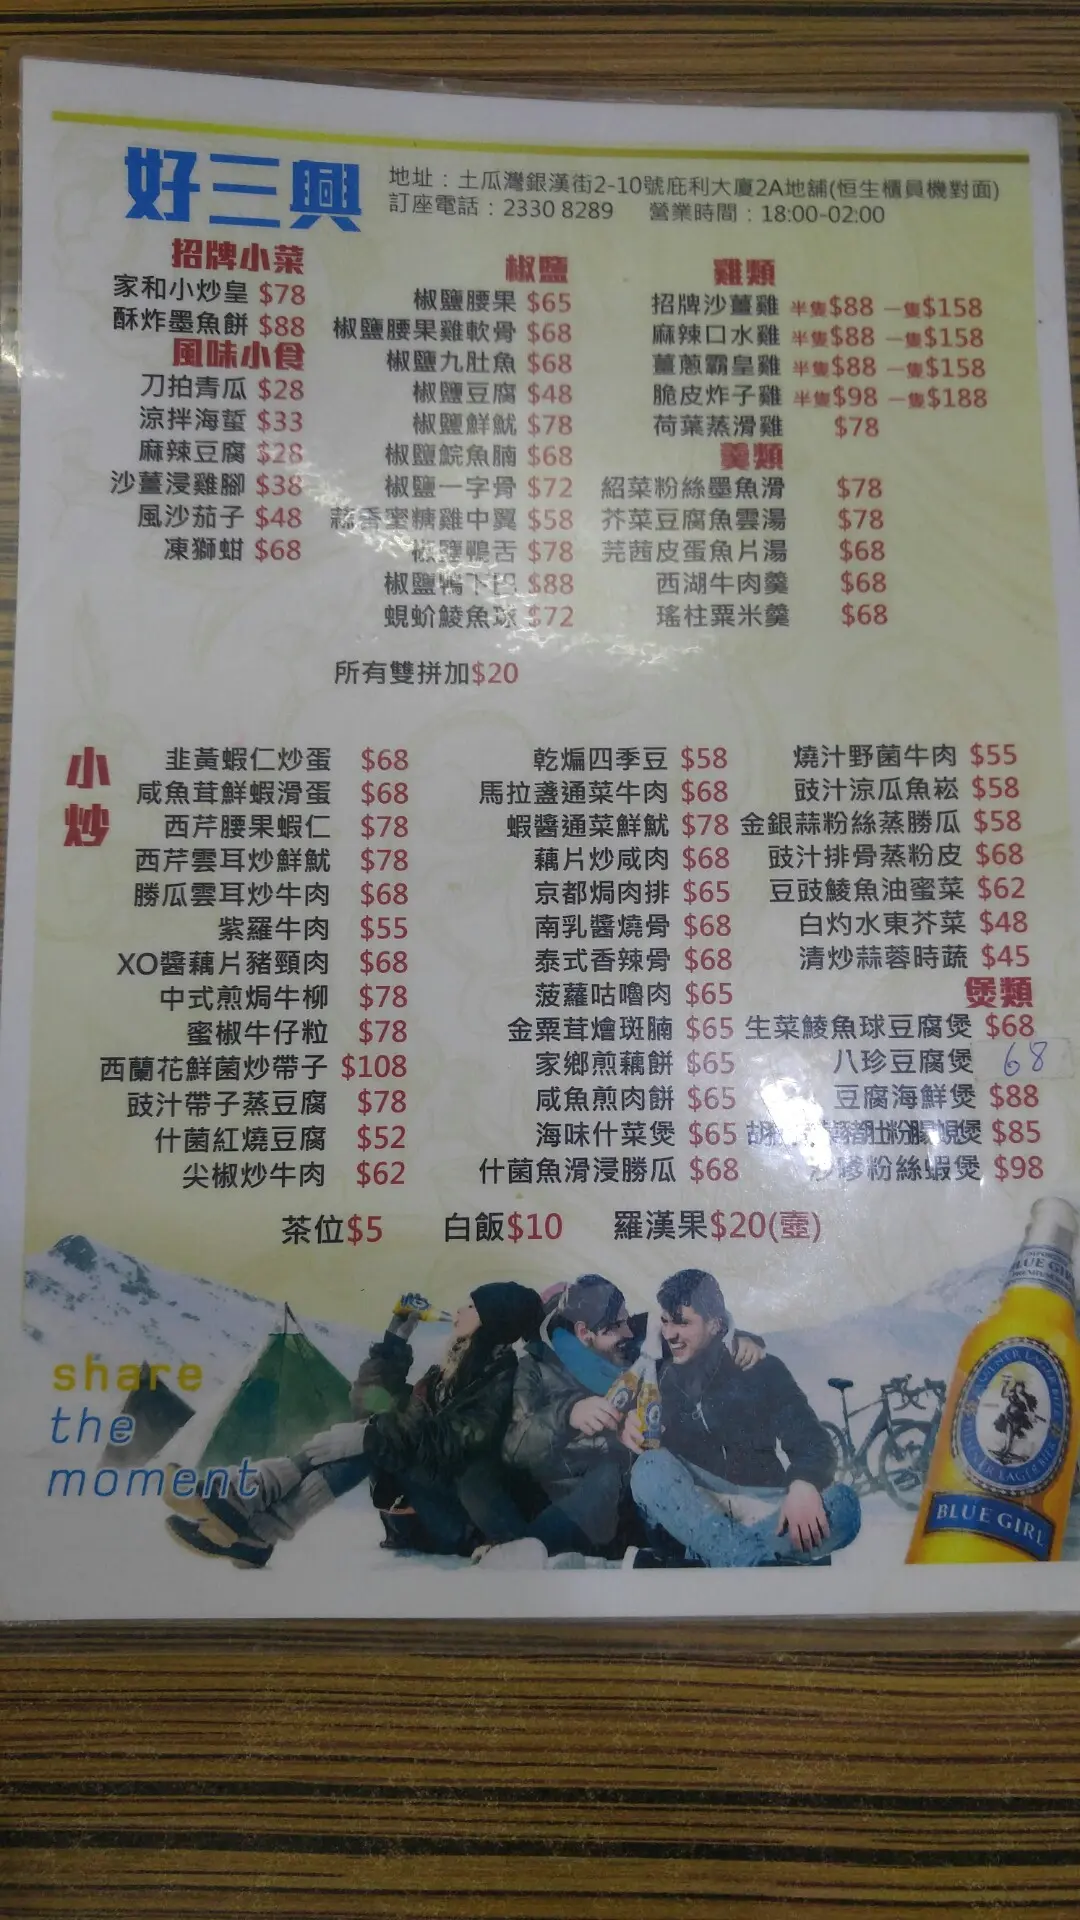 好三興
地址：土瓜灣銀漢街2-10號庇利大廈2A地舖(恒生櫃員機對面)
訂座電話：2330 8289 營業時間：18:00-02:00
招牌小菜
家和小炒皇 $78
酥炸墨魚餅 $88
風味小食
刀拍青瓜 $28
涼拌海蜇 $33
麻辣豆腐 $28
沙薑浸雞腳 $38
風沙茄子 $48
凍獅蚶 $68
椒鹽
椒鹽腰果 $65
椒鹽腰果雞軟骨 $68
椒鹽九肚魚 $68
椒鹽豆腐 $48
椒鹽鮮魷 $78
椒鹽鯇魚腩 $68
椒鹽一字骨 $72
蒜香蜜糖雞中翼 $58
椒鹽鴨舌 $78
椒鹽鴨下巴 $88
蜆蚧鯪魚球 $72
雞類
招牌沙薑雞 半隻$88 一隻$158
麻辣口水雞 半隻$88 一隻$158
薑蔥霸皇雞 半隻$88 一隻$158
脆皮炸子雞 半隻$98 一隻$188
荷葉蒸滑雞 $78
羹類
紹菜粉絲墨魚滑 $78
芥菜豆腐魚雲湯 $78
芫茜皮蛋魚片湯 $68
西湖牛肉羹 $68
瑤柱粟米羹 $68
所有雙拼加$20
小炒
韭黃蝦仁炒蛋 $68
咸魚茸鮮蝦滑蛋 $68
西芹腰果蝦仁 $78
西芹雲耳炒鮮魷 $78
勝瓜雲耳炒牛肉 $68
紫羅牛肉 $55
XO醬藕片豬頸肉 $68
中式煎焗牛柳 $78
蜜椒牛仔粒 $78
西蘭花鮮菌炒帶子 $108
豉汁帶子蒸豆腐 $78
什菌紅燒豆腐 $52
尖椒炒牛肉 $62
乾煸四季豆 $58
馬拉盞通菜牛肉 $68
蝦醬通菜鮮魷 $78
藕片炒咸肉 $68
京都焗肉排 $65
南乳醬燒骨 $68
泰式香辣骨 $68
菠蘿咕嚕肉 $65
金粟茸燴斑腩 $65
家鄉煎藕餅 $65
咸魚煎肉餅 $65
海味什菜煲 $65
什菌魚滑浸勝瓜 $68
燒汁野菌牛肉 $55
豉汁涼瓜魚崧 $58
金銀蒜粉絲蒸勝瓜 $58
豉汁排骨蒸粉皮 $68
豆豉鯪魚油蜜菜 $62
白灼水東芥菜 $48
清炒蒜蓉時蔬 $45
煲類
生菜鯪魚球豆腐煲 $68
八珍豆腐煲 68
豆腐海鮮煲 $88
胡 豬肚粉腸蜆煲 $85
沙嗲粉絲蝦煲 $98
茶位$5 白飯$10 羅漢果$20(壺)
share
the
moment
BLUE GIRL